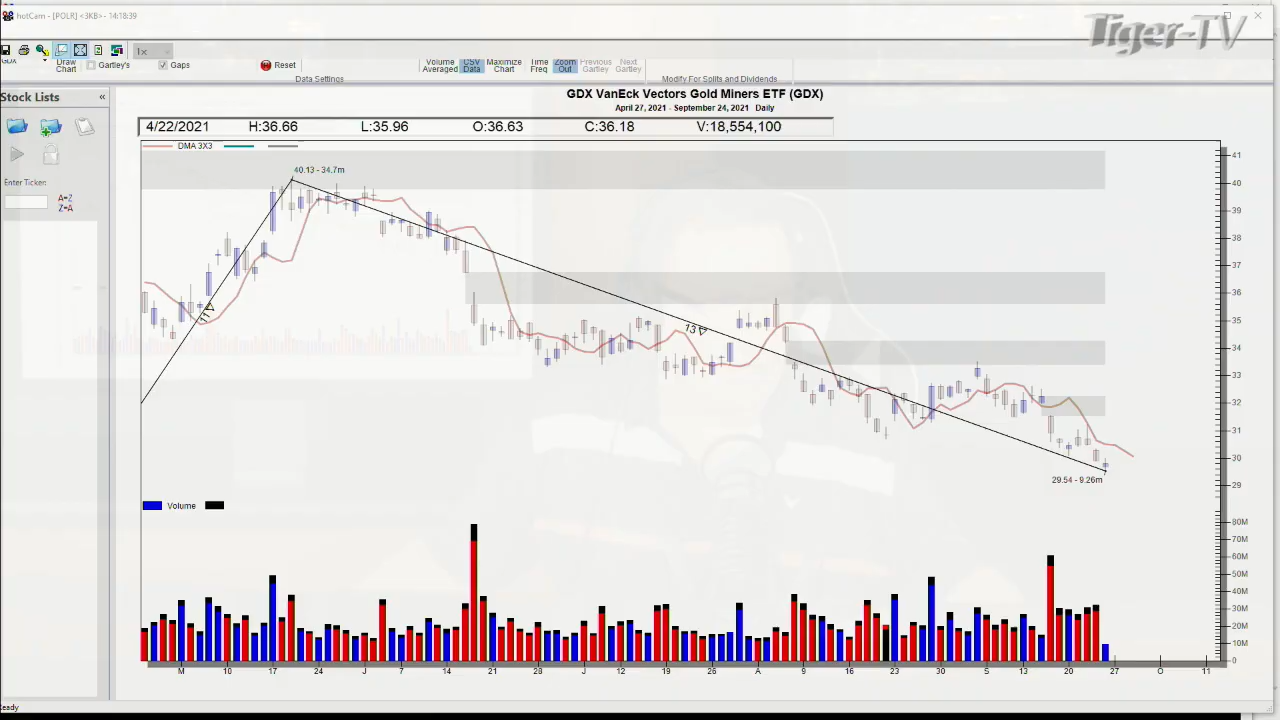 hotCam - [POLR] <3KB> - 14:18:39
Tiger-TV
1x
GDX
Draw Chart
Gartley's
Gaps
Reset
Data Settings
Volume Averaged
CSV Data
Maximize Chart
Time Freq
Zoom Out
Previous Gartley
Next Gartley
Modify For Splits and Dividends
Stock Lists «
Enter Ticker:
A=Z
Z=A
GDX VanEck Vectors Gold Miners ETF (GDX)
April 27, 2021 - September 24, 2021 Daily
4/22/2021 H:36.66 L:35.96 O:36.63 C:36.18 V:18,554,100
DMA 3X3
40.13 - 34.7m
13
29.54 - 9.26m
41
40
39
38
37
36
35
34
33
32
31
30
29
Volume
80M
70M
60M
50M
40M
30M
20M
10M
0
M 10 17 24 J 7 14 21 28 J 12 19 26 A 9 16 23 30 S 13 20 27 O 11
Ready